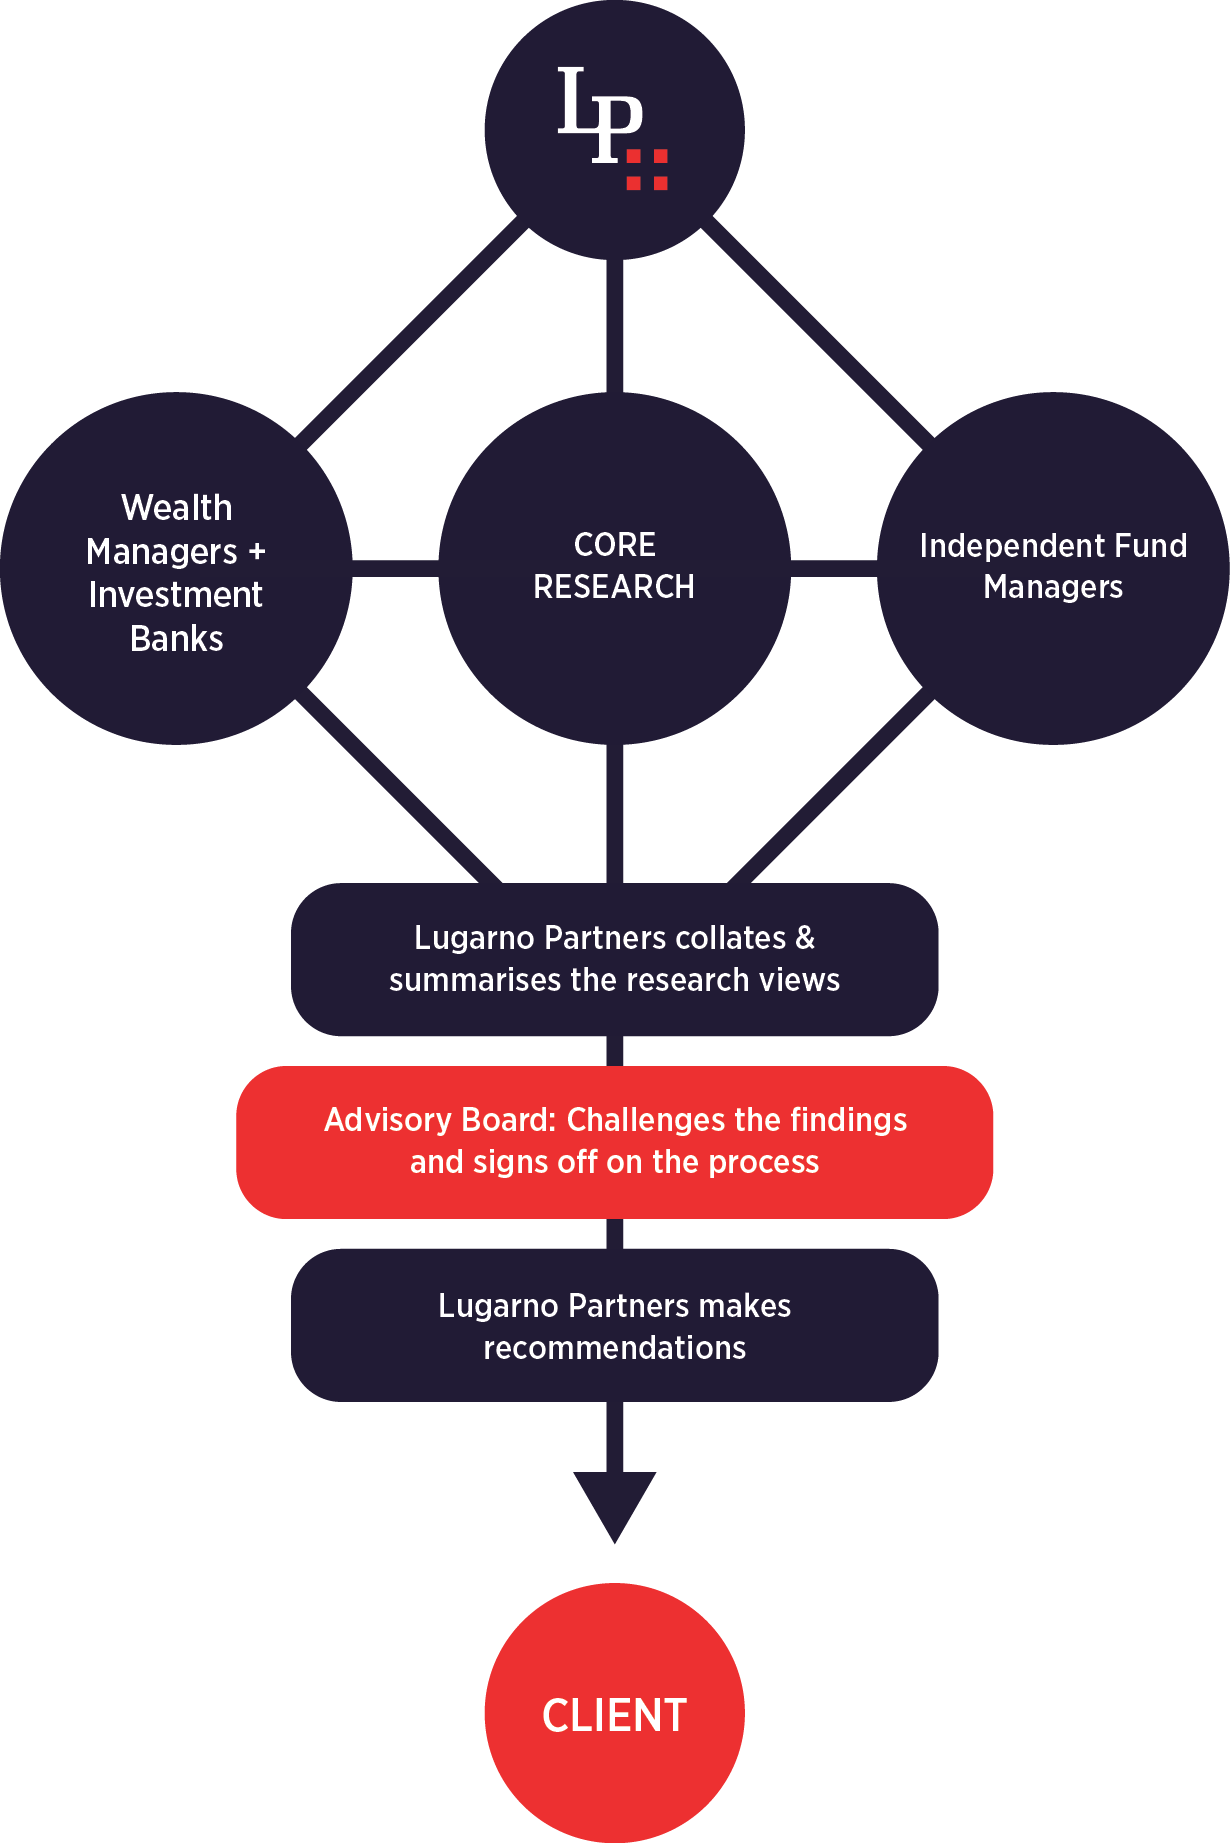 LP
Wealth
Managers +
Investment
Banks
CORE
RESEARCH
Independent Fund
Managers
Lugarno Partners collates &
summarises the research views
Advisory Board: Challenges the findings
and signs off on the process
Lugarno Partners makes
recommendations
CLIENT